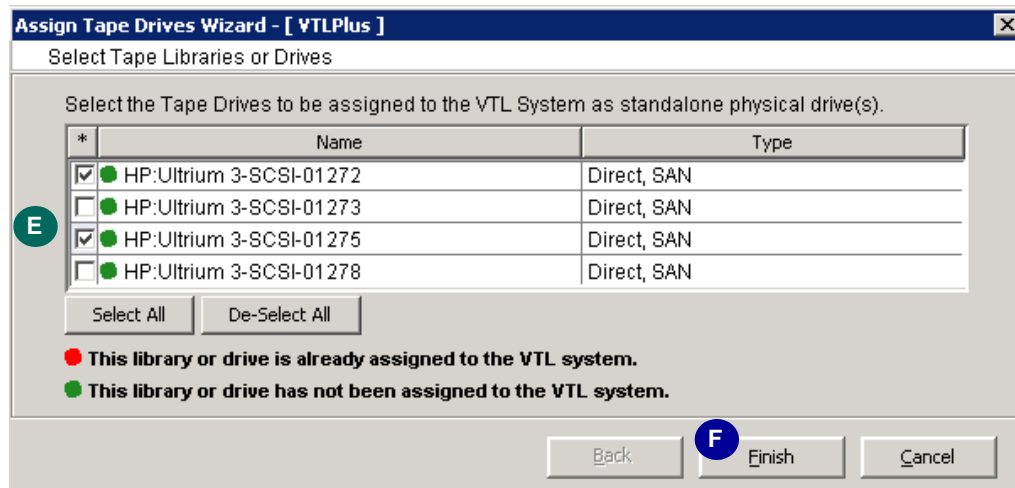 Assign Tape Drives Wizard - [ VTLPlus ]
Select Tape Libraries or Drives
Select the Tape Drives to be assigned to the VTL System as standalone physical drive(s).
* Name Type
HP:Ultrium 3-SCSI-01272 Direct, SAN
HP:Ultrium 3-SCSI-01273 Direct, SAN
E
HP:Ultrium 3-SCSI-01275 Direct, SAN
HP:Ultrium 3-SCSI-01278 Direct, SAN
Select All De-Select All
This library or drive is already assigned to the VTL system.
This library or drive has not been assigned to the VTL system.
F
Back Finish Cancel